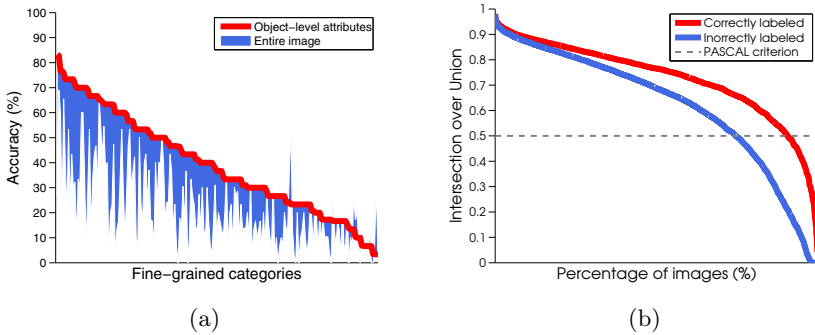 100
90
80
70
60
50
40
30
20
10
0
Accuracy (%)
Object-level attributes
Entire image
Fine-grained categories
(a)
1
0.9
0.8
0.7
0.6
0.5
0.4
0.3
0.2
0.1
0
Intersection over Union
Correctly labeled
Inorrectly labeled
PASCAL criterion
Percentage of images (%)
(b)